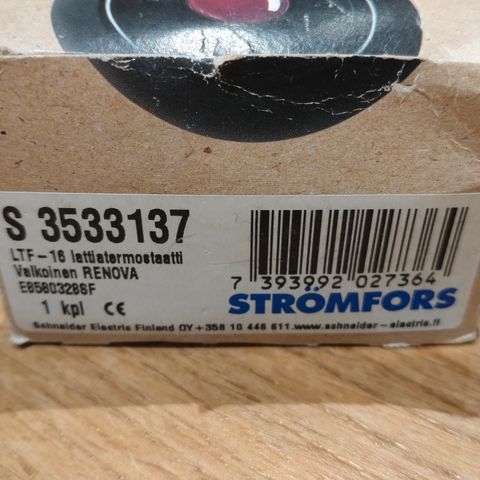 S 3533137
LTF-16 lattiatermostaatti
Valkoinen RENOVA
E85803286F
1 kpl CE
7 393992 027364
STRÖMFORS
Schneider Electric Finland OY +358 10 446 611 www.schneider-electric.fi